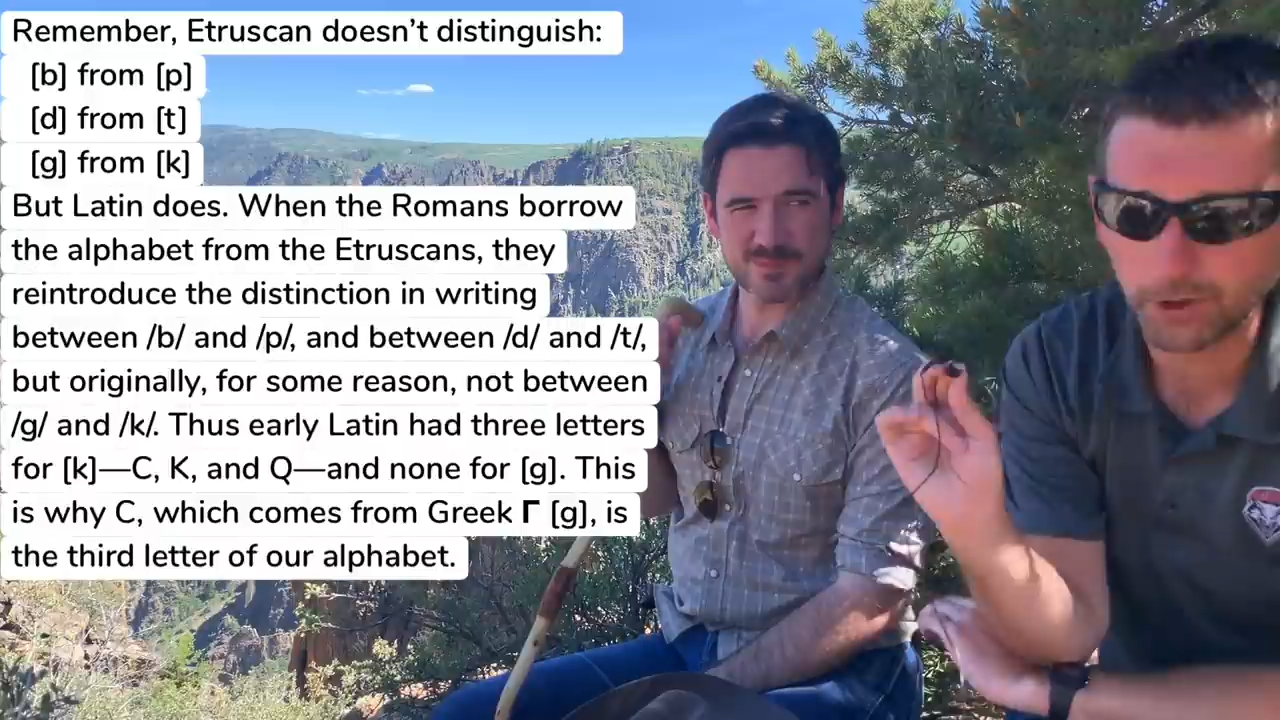 Remember, Etruscan doesn’t distinguish:
[b] from [p]
[d] from [t]
[g] from [k]
But Latin does. When the Romans borrow
the alphabet from the Etruscans, they
reintroduce the distinction in writing
between /b/ and /p/, and between /d/ and /t/,
but originally, for some reason, not between
/g/ and /k/. Thus early Latin had three letters
for [k]—C, K, and Q—and none for [g]. This
is why C, which comes from Greek Γ [g], is
the third letter of our alphabet.